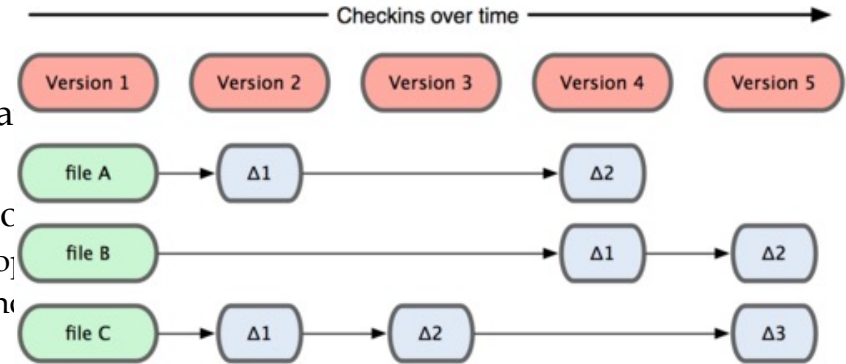 Checkins over time
Version 1 Version 2 Version 3 Version 4 Version 5
a
file A Δ1 Δ2
file B Δ1 Δ2
file C Δ1 Δ2 Δ3